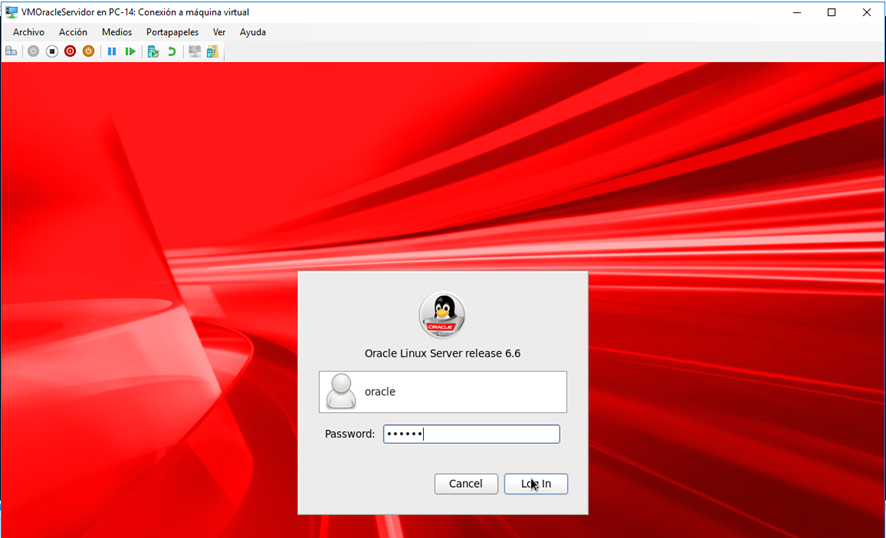 VMOracleServidor en PC-14: Conexión a máquina virtual
Archivo Acción Medios Portapapeles Ver Ayuda
ORACLE
Oracle Linux Server release 6.6
oracle
Password: ••••••
Cancel Log In